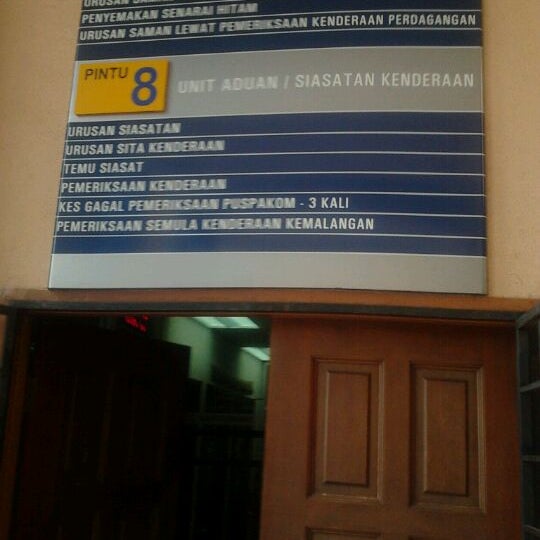 URUSAN
PENYEMAKAN SENARAI HITAM
URUSAN SAMAN LEWAT PEMERIKSAAN KENDERAAN PERDAGANGAN
PINTU 8
UNIT ADUAN / SIASATAN KENDERAAN
URUSAN SIASATAN
URUSAN SITA KENDERAAN
TEMU SIASAT
PEMERIKSAAN KENDERAAN
KES GAGAL PEMERIKSAAN PUSPAKOM - 3 KALI
PEMERIKSAAN SEMULA KENDERAAN KEMALANGAN